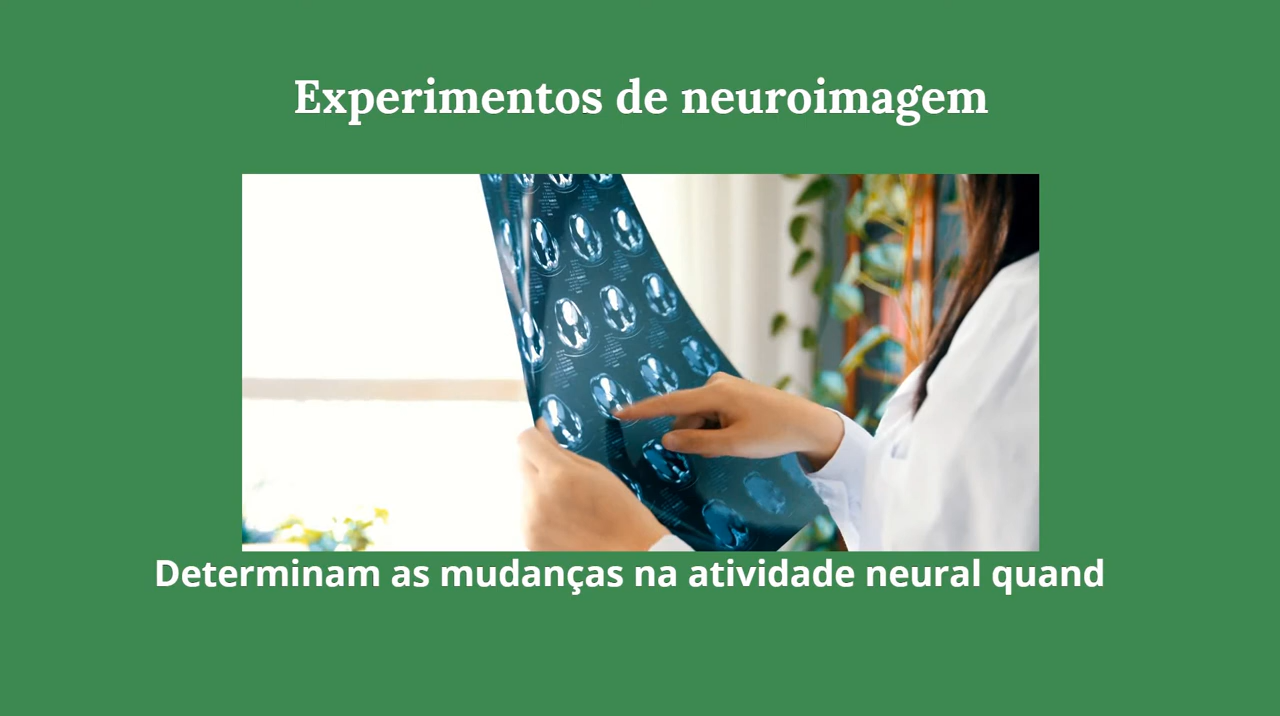 Experimentos de neuroimagem
Determinam as mudanças na atividade neural quand